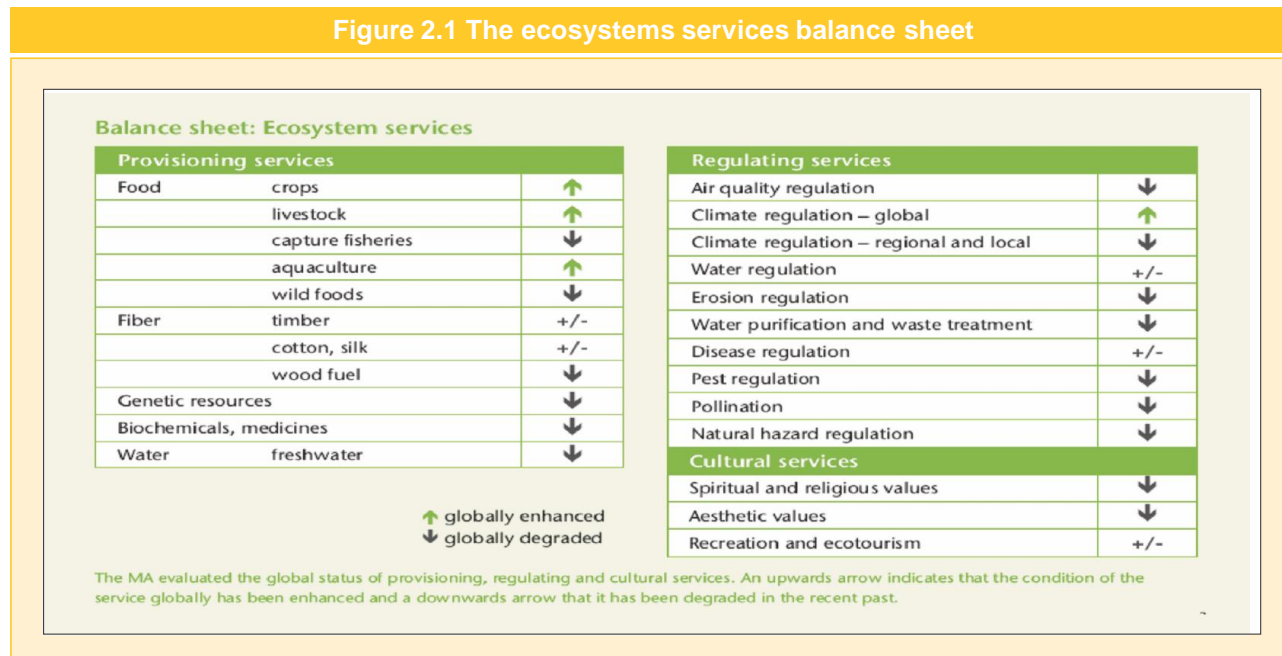 Figure 2.1 The ecosystems services balance sheet
Balance sheet: Ecosystem services
Provisioning services
Food crops ↑
livestock ↑
capture fisheries ↓
aquaculture ↑
wild foods ↓
Fiber timber +/-
cotton, silk +/-
wood fuel ↓
Genetic resources ↓
Biochemicals, medicines ↓
Water freshwater ↓
↑ globally enhanced
↓ globally degraded
Regulating services
Air quality regulation ↓
Climate regulation – global ↑
Climate regulation – regional and local ↓
Water regulation +/-
Erosion regulation ↓
Water purification and waste treatment ↓
Disease regulation +/-
Pest regulation ↓
Pollination ↓
Natural hazard regulation ↓
Cultural services
Spiritual and religious values ↓
Aesthetic values ↓
Recreation and ecotourism +/-
The MA evaluated the global status of provisioning, regulating and cultural services. An upwards arrow indicates that the condition of the
service globally has been enhanced and a downwards arrow that it has been degraded in the recent past.